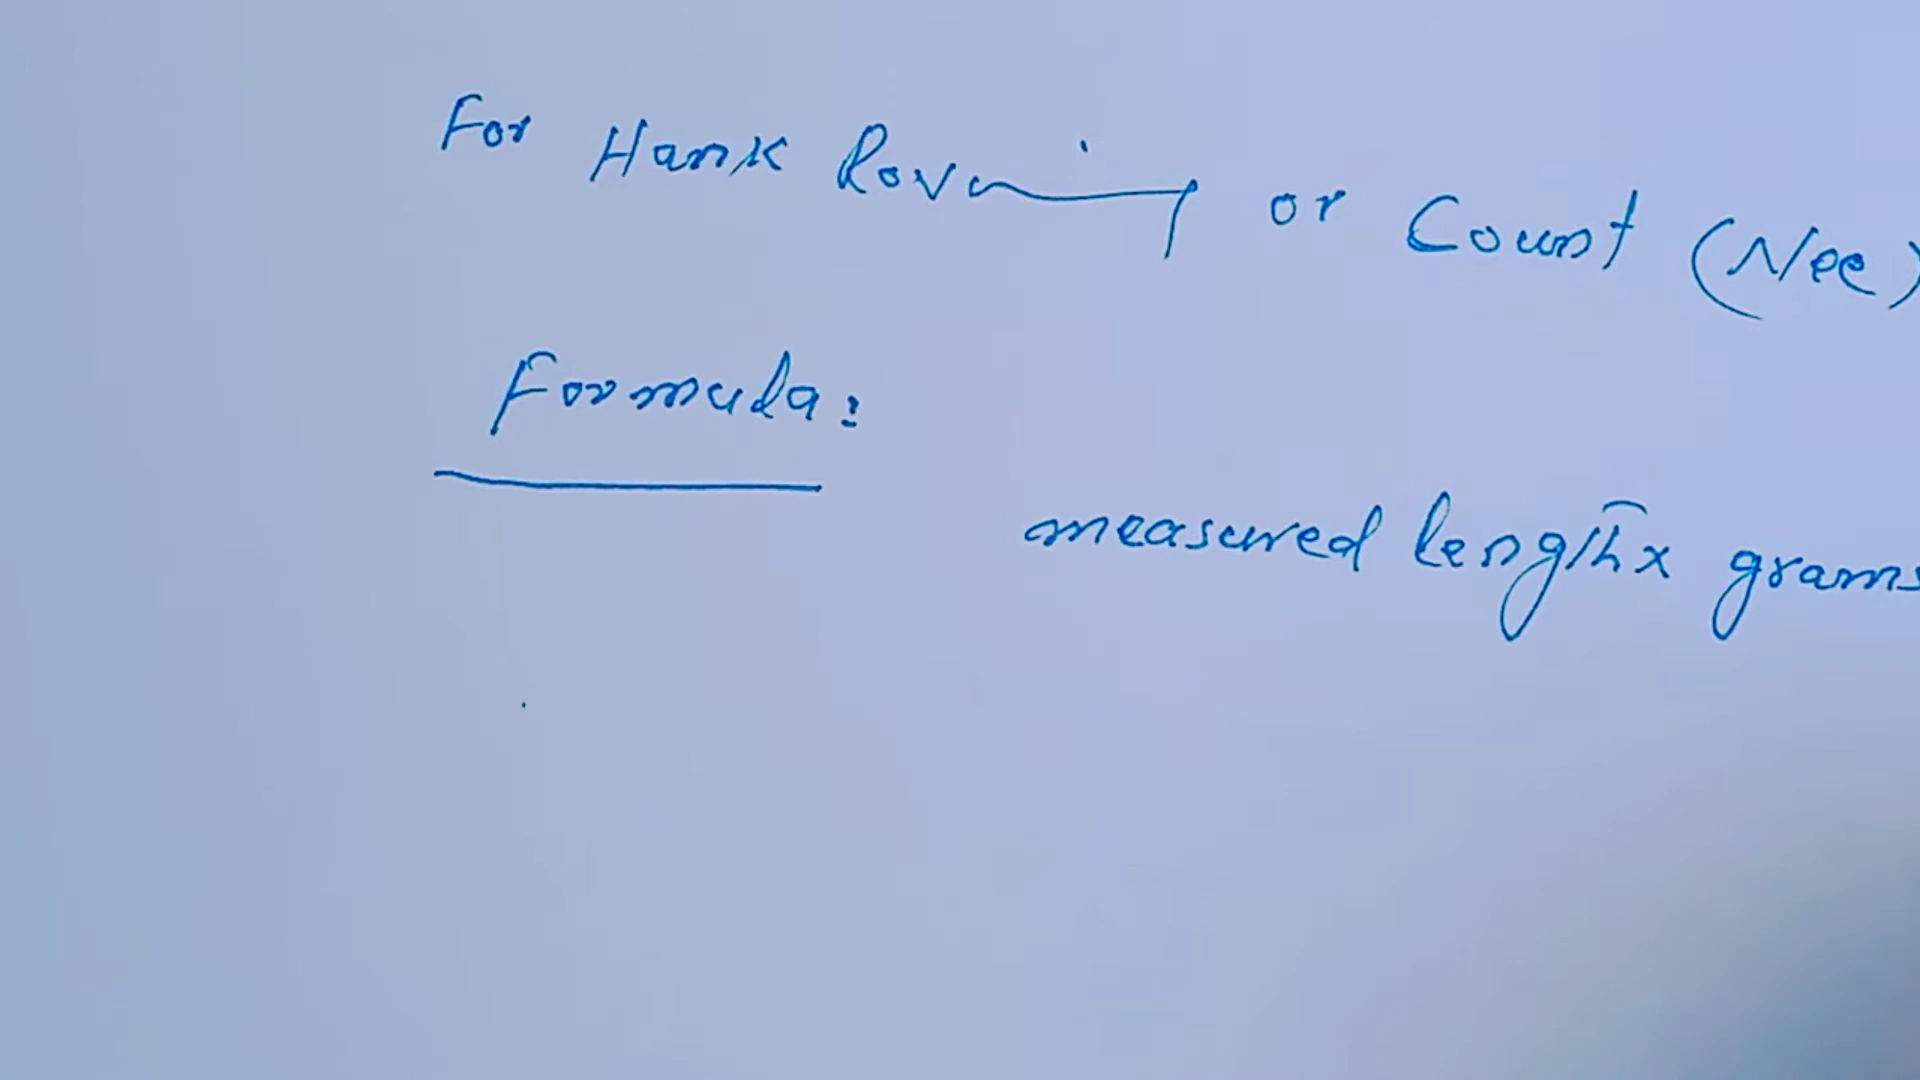 For Hank Roving or Count (Nec)
Formula:
measured length x grams